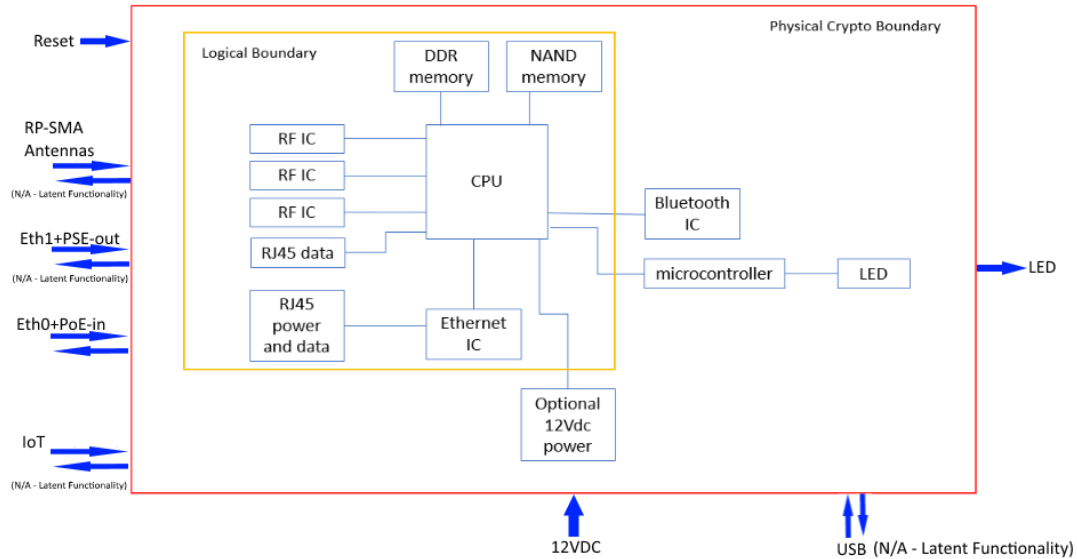 Physical Crypto Boundary
Reset
Logical Boundary
DDR
memory
NAND
memory
RP-SMA
Antennas
(N/A - Latent Functionality)
RF IC
RF IC
RF IC
CPU
Bluetooth
IC
Eth1+PSE-out
(N/A - Latent Functionality)
RJ45 data
microcontroller
LED
LED
Eth0+PoE-in
RJ45
power
and data
Ethernet
IC
Optional
12Vdc
power
IoT
(N/A - Latent Functionality)
12VDC
USB (N/A - Latent Functionality)